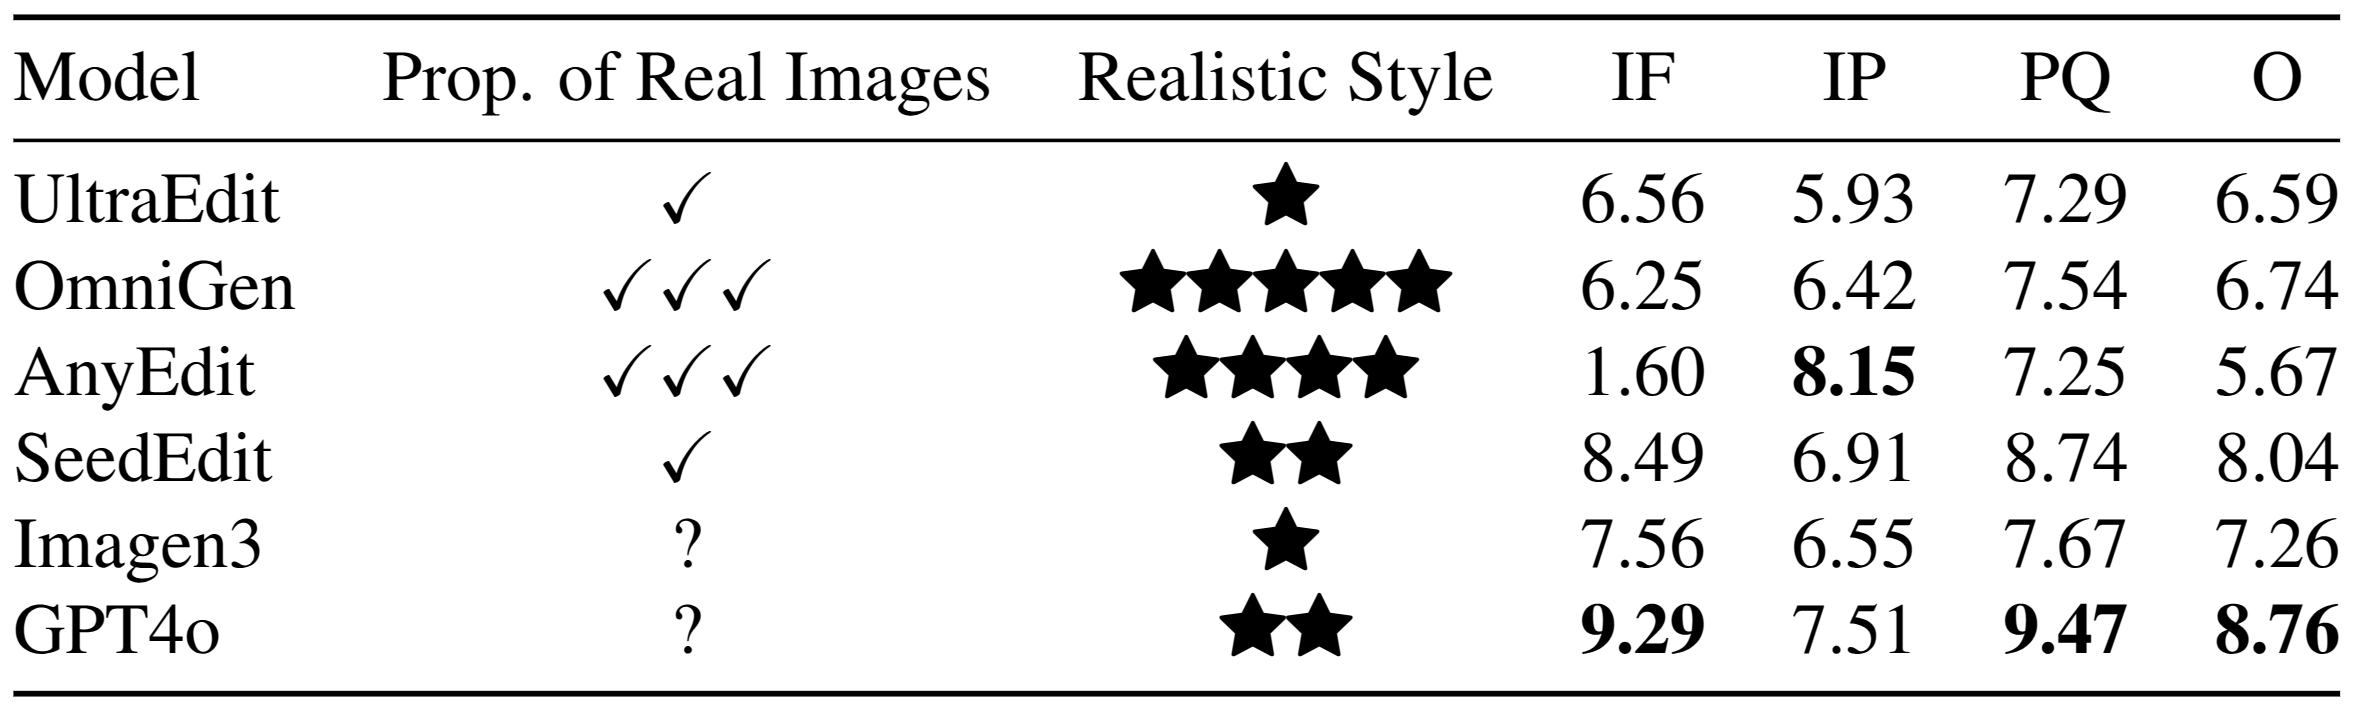 Model Prop. of Real Images Realistic Style IF IP PQ O
UltraEdit ✓ ★ 6.56 5.93 7.29 6.59
OmniGen ✓✓✓ ★★★★★ 6.25 6.42 7.54 6.74
AnyEdit ✓✓✓ ★★★★ 1.60 8.15 7.25 5.67
SeedEdit ✓ ★★ 8.49 6.91 8.74 8.04
Imagen3 ? ★ 7.56 6.55 7.67 7.26
GPT4o ? ★★ 9.29 7.51 9.47 8.76